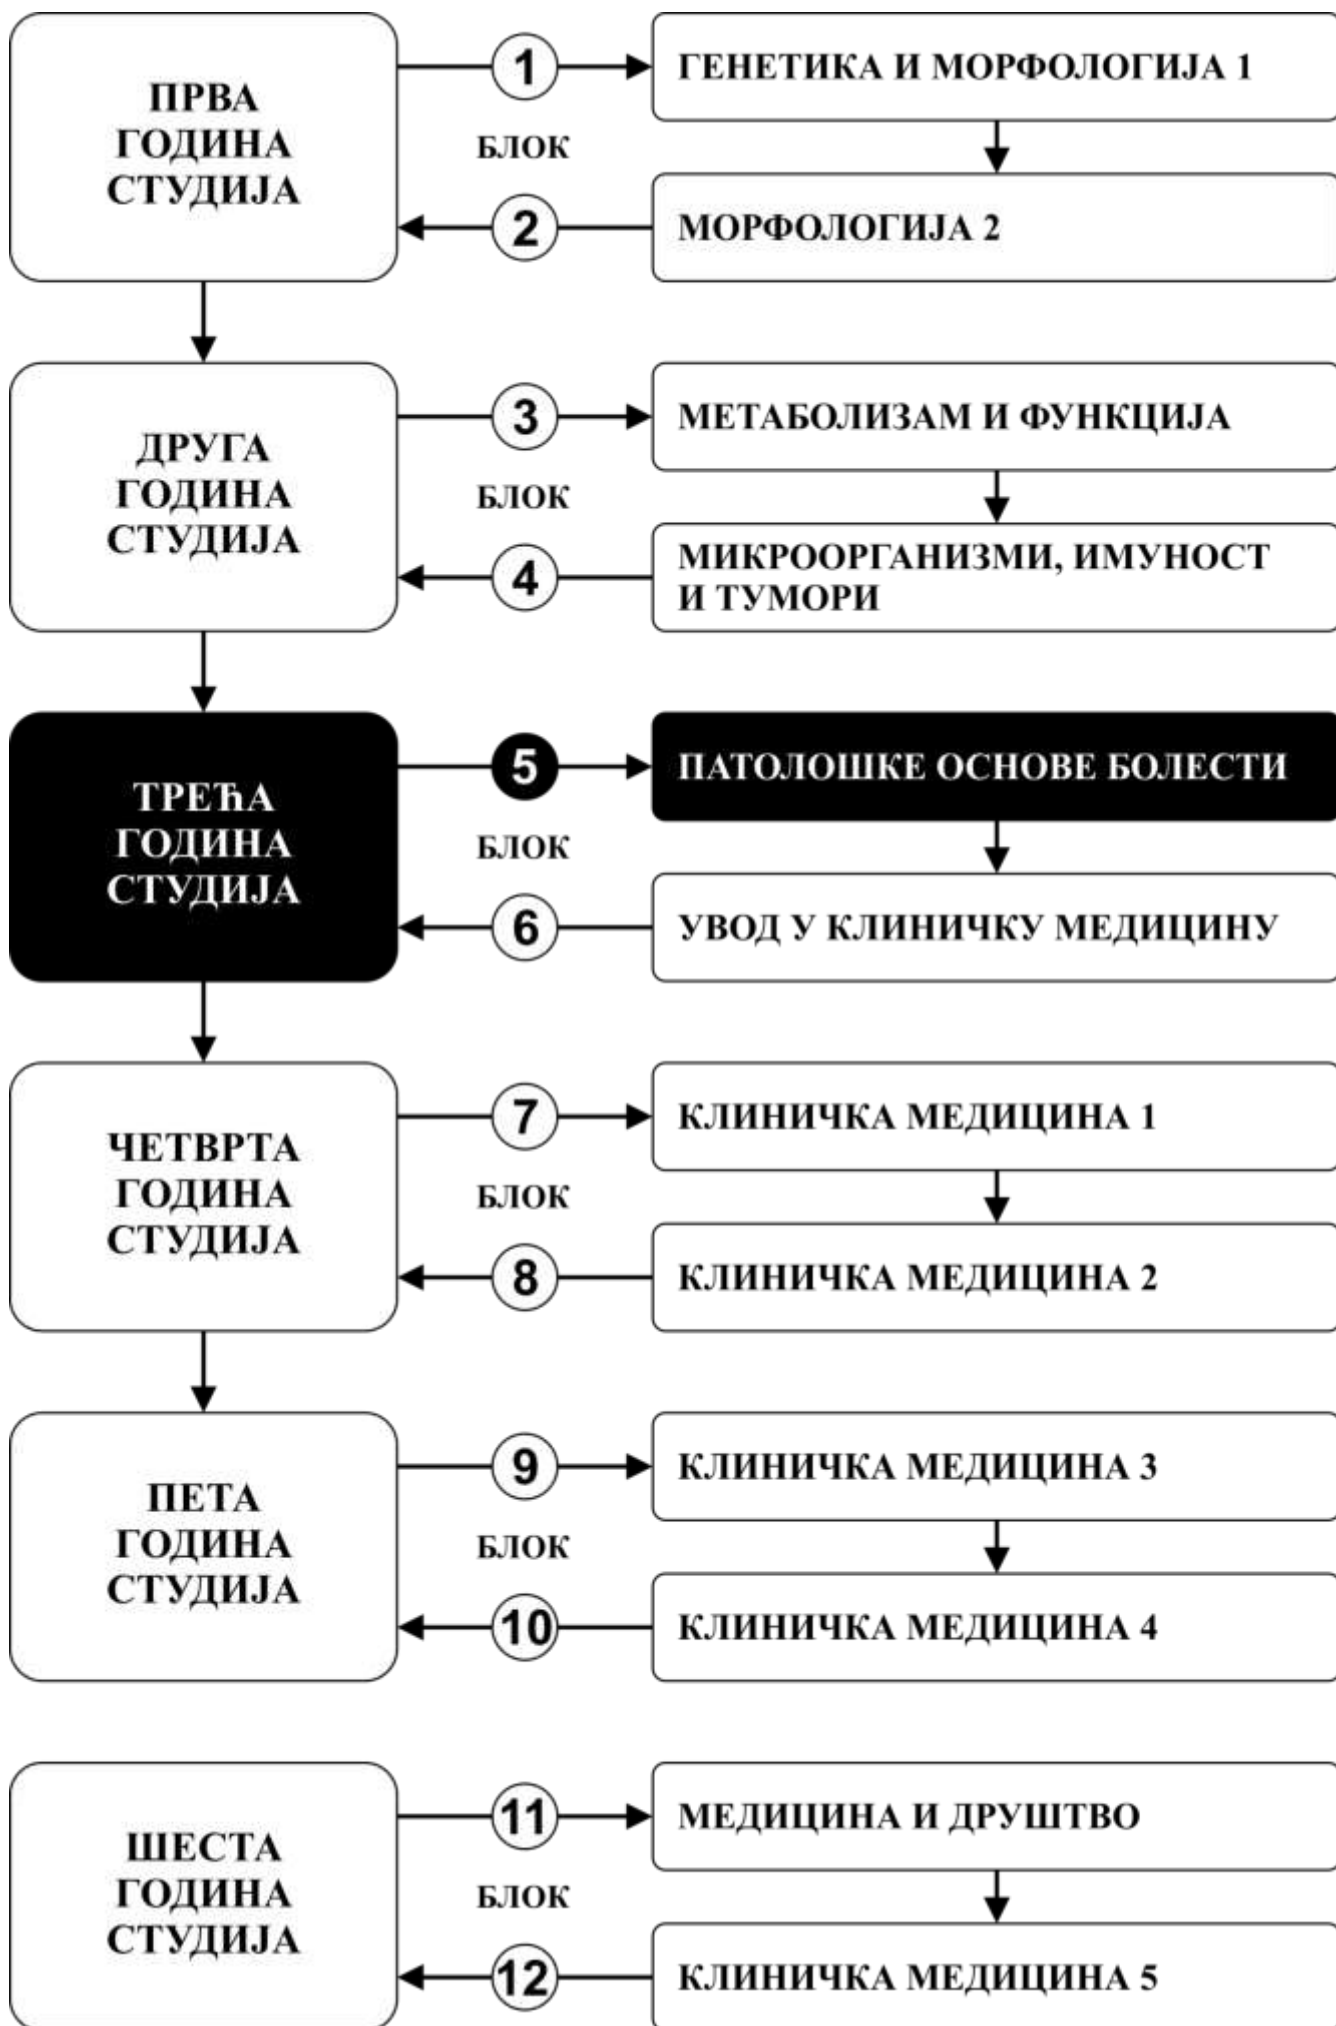 ПРВА
ГОДИНА
СТУДИЈА
1
БЛОК
2
ГЕНЕТИКА И МОРФОЛОГИЈА 1
МОРФОЛОГИЈА 2
ДРУГА
ГОДИНА
СТУДИЈА
3
БЛОК
4
МЕТАБОЛИЗАМ И ФУНКЦИЈА
МИКРООРГАНИЗМИ, ИМУНОСТ
И ТУМОРИ
ТРЕЋА
ГОДИНА
СТУДИЈА
5
БЛОК
6
ПАТОЛОШКЕ ОСНОВЕ БОЛЕСТИ
УВОД У КЛИНИЧКУ МЕДИЦИНУ
ЧЕТВРТА
ГОДИНА
СТУДИЈА
7
БЛОК
8
КЛИНИЧКА МЕДИЦИНА 1
КЛИНИЧКА МЕДИЦИНА 2
ПЕТА
ГОДИНА
СТУДИЈА
9
БЛОК
10
КЛИНИЧКА МЕДИЦИНА 3
КЛИНИЧКА МЕДИЦИНА 4
ШЕСТА
ГОДИНА
СТУДИЈА
11
БЛОК
12
МЕДИЦИНА И ДРУШТВО
КЛИНИЧКА МЕДИЦИНА 5